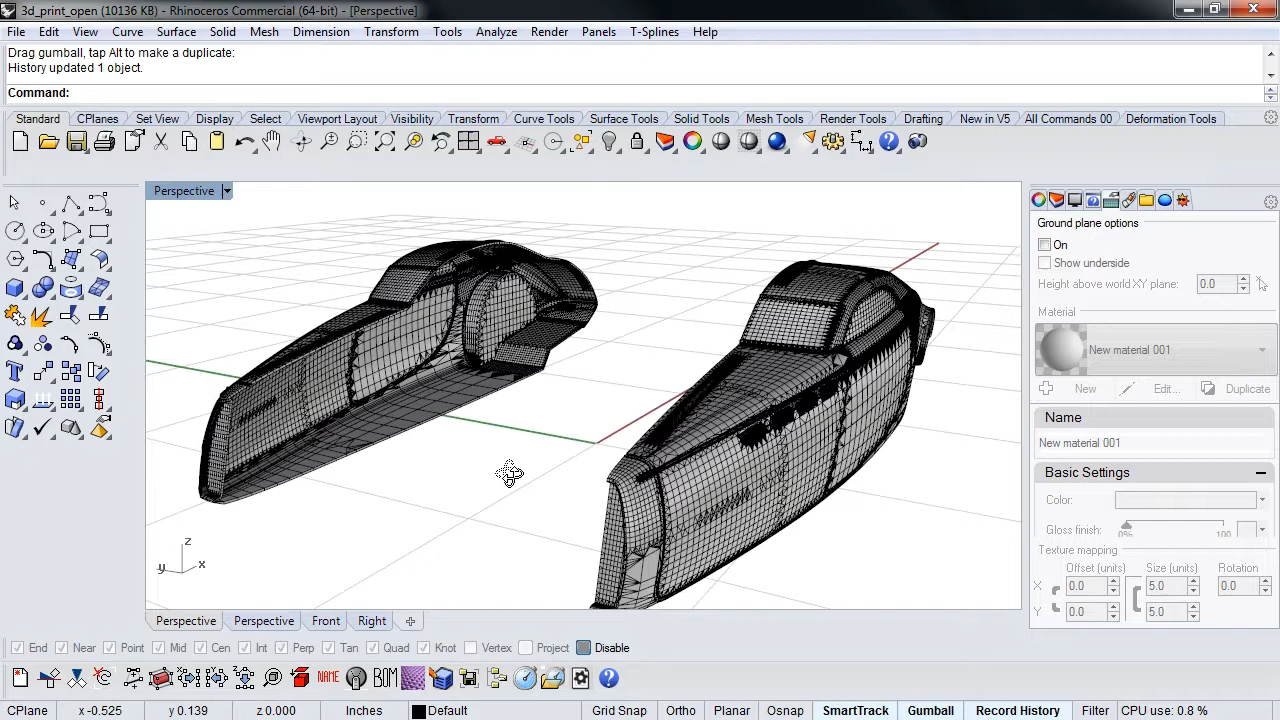 3d_print_open (10136 KB) - Rhinoceros Commercial (64-bit) - [Perspective]
File Edit View Curve Surface Solid Mesh Dimension Transform Tools Analyze Render Panels T-Splines Help
Drag gumball, tap Alt to make a duplicate:
History updated 1 object.
Command:
Standard CPlanes Set View Display Select Viewport Layout Visibility Transform Curve Tools Surface Tools Solid Tools Mesh Tools Render Tools Drafting New in V5 All Commands 00 Deformation Tools
Perspective
Ground plane options
On
Show underside
Height above world XY plane: 0.0
Material
New material 001
New Edit... Duplicate
Name
New material 001
Basic Settings
Color:
Gloss finish: 0% 100
Texture mapping
Offset (units) Size (units) Rotation
X 0.0 5.0 0.0
Y 0.0 5.0
z
y x
Perspective Perspective Front Right
End Near Point Mid Cen Int Perp Tan Quad Knot Vertex Project Disable
NAME BOM
CPlane x -0.525 y 0.139 z 0.000 Inches Default Grid Snap Ortho Planar Osnap SmartTrack Gumball Record History Filter CPU use: 0.8 %